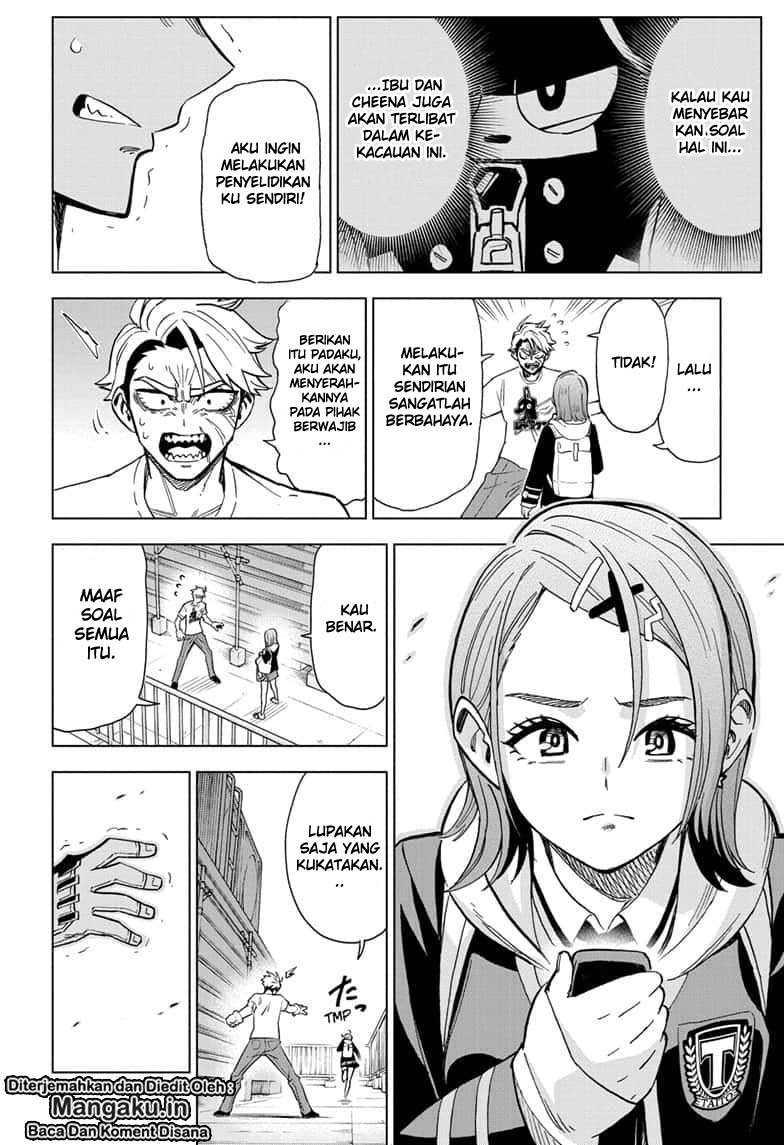 KALAU KAU
MENYEBAR
KAN SOAL
HAL INI...
...IBU DAN
CHEENA JUGA
AKAN TERLIBAT
DALAM KE-
KACAUAN INI.
AKU INGIN
MELAKUKAN
PENYELIDIKAN
KU SENDIRI!
LALU
...
TIDAK!
MELAKU-
KAN ITU
SENDIRIAN
SANGATLAH
BERBAHAYA.
BERIKAN
ITU PADAKU,
AKU AKAN
MENYERAH-
KANNYA
PADA PIHAK
BERWAJIB
...
KAU
BENAR.
MAAF
SOAL
SEMUA
ITU.
LUPAKAN
SAJA YANG
KUKATAKAN.
..
たっ
TMP
T
TAITO
Diterjemahkan dan Diedit Oleh :
Mangaku.in
Baca Dan Koment Disana